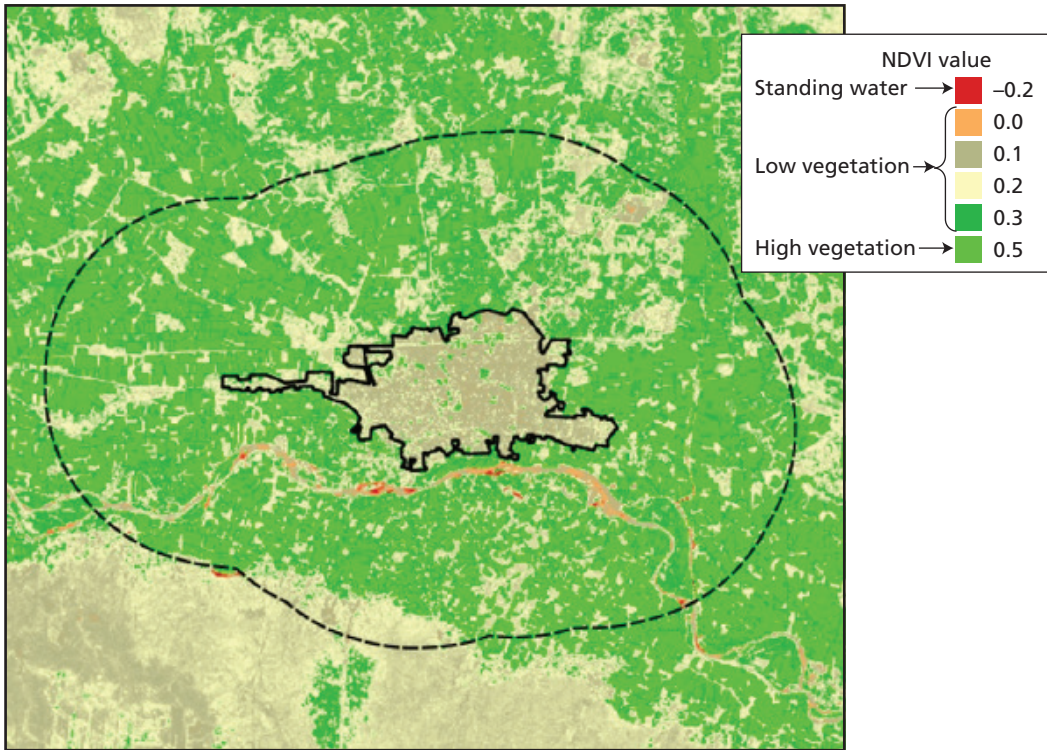 NDVI value
Standing water –0.2
0.0
0.1
Low vegetation
0.2
0.3
High vegetation 0.5